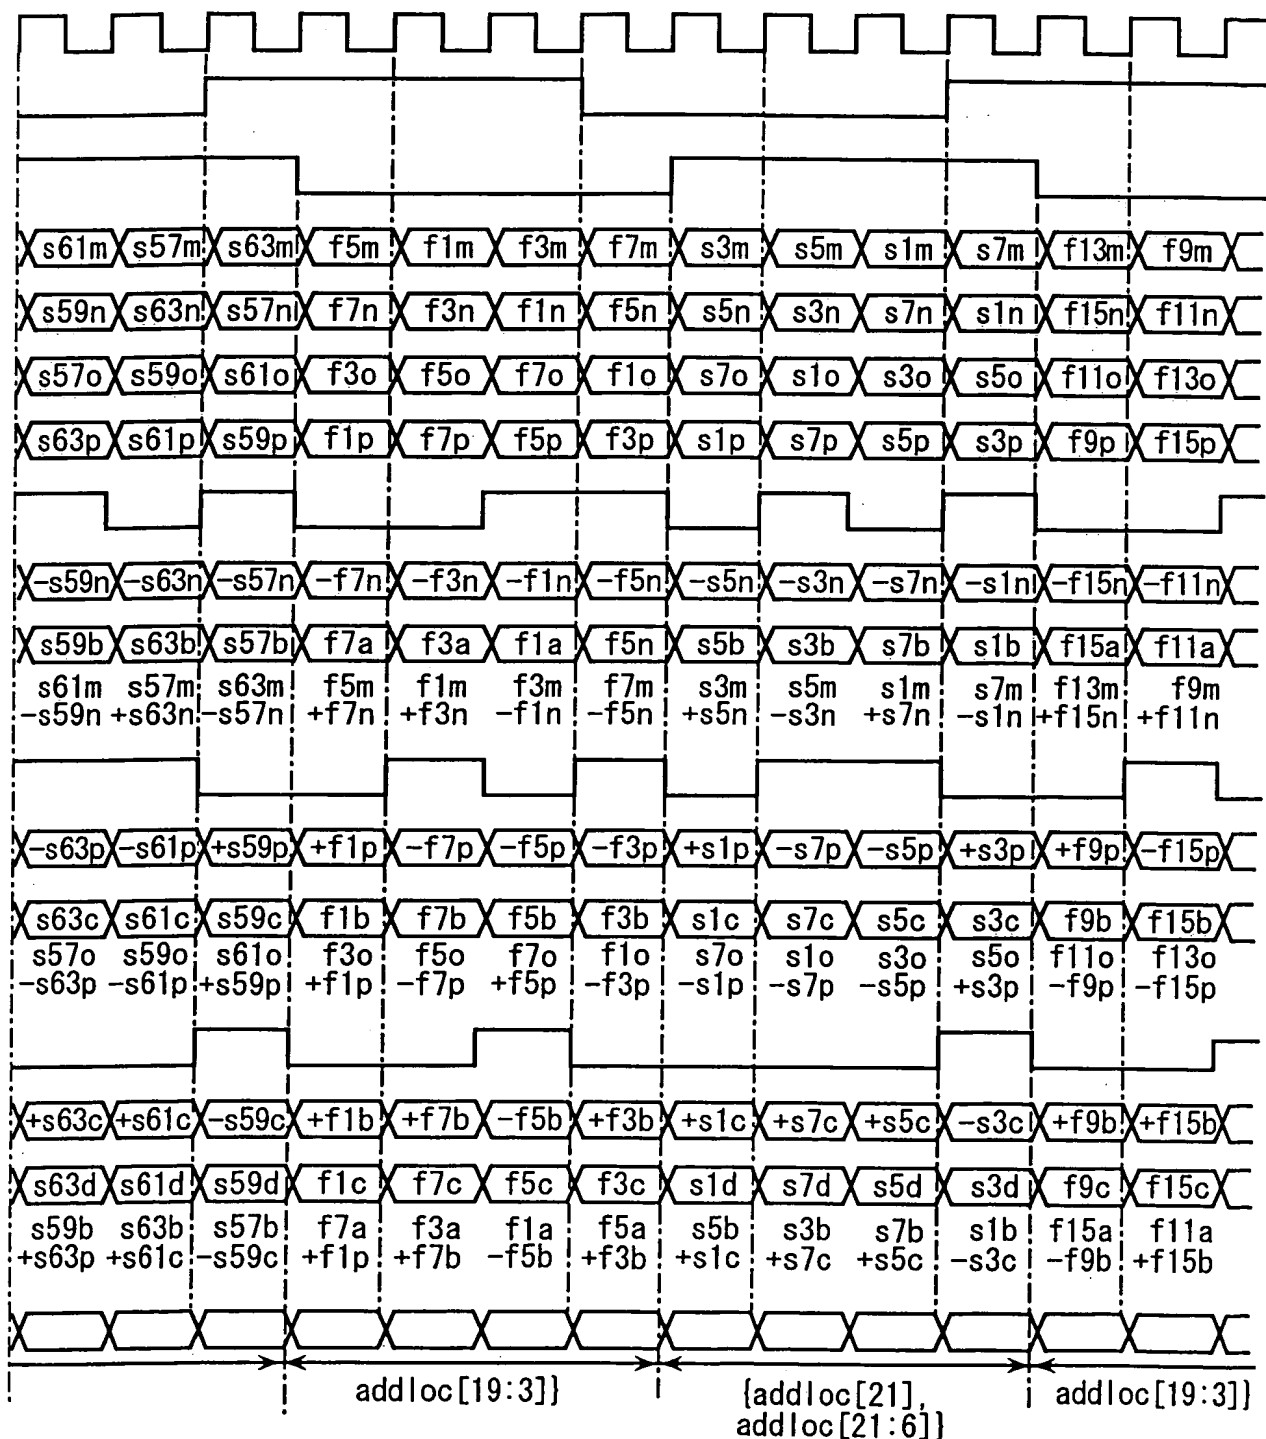 s61m s57m s63m f5m f1m f3m f7m s3m s5m s1m s7m f13m f9m
s59n s63n s57n f7n f3n f1n f5n s5n s3n s7n s1n f15n f11n
s57o s59o s61o f3o f5o f7o f1o s7o s1o s3o s5o f11o f13o
s63p s61p s59p f1p f7p f5p f3p s1p s7p s5p s3p f9p f15p
−s59n −s63n −s57n −f7n −f3n −f1n −f5n −s5n −s3n −s7n −s1n −f15n −f11n
s59b s63b s57b f7a f3a f1a f5n s5b s3b s7b s1b f15a f11a
s61m s57m s63m f5m f1m f3m f7m s3m s5m s1m s7m f13m f9m
−s59n +s63n −s57n +f7n +f3n −f1n −f5n +s5n −s3n +s7n −s1n +f15n +f11n
−s63p −s61p +s59p +f1p −f7p −f5p −f3p +s1p −s7p −s5p +s3p +f9p −f15p
s63c s61c s59c f1b f7b f5b f3b s1c s7c s5c s3c f9b f15b
s57o s59o s61o f3o f5o f7o f1o s7o s1o s3o s5o f11o f13o
−s63p −s61p +s59p +f1p −f7p +f5p −f3p −s1p −s7p −s5p +s3p −f9p −f15p
+s63c +s61c −s59c +f1b +f7b −f5b +f3b +s1c +s7c +s5c −s3c +f9b +f15b
s63d s61d s59d f1c f7c f5c f3c s1d s7d s5d s3d f9c f15c
s59b s63b s57b f7a f3a f1a f5a s5b s3b s7b s1b f15a f11a
+s63p +s61c −s59c +f1p +f7b −f5b +f3b +s1c +s7c +s5c −s3c −f9b +f15b
addloc[19:3]} {addloc[21], addloc[19:3]}
addloc[21:6]}